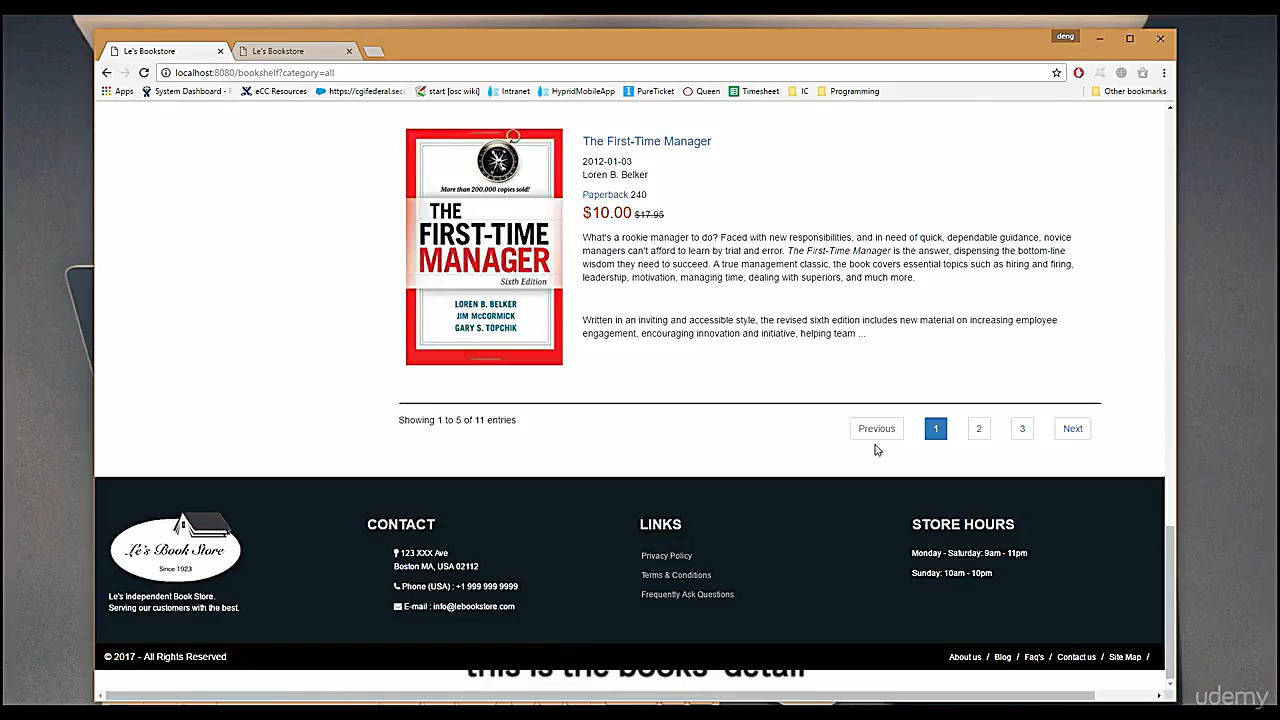 deng
Le's Bookstore
Le's Bookstore
localhost:8080/bookshelf?category=all
Apps System Dashboard - eCC Resources https://cgifederal.sec start [osc wiki] Intranet HypridMobileApp PureTicket Queen Timesheet IC Programming Other bookmarks
More than 200,000 copies sold!
THE
FIRST-TIME
MANAGER
Sixth Edition
LOREN B. BELKER
JIM McCORMICK
GARY S. TOPCHIK
The First-Time Manager
2012-01-03
Loren B. Belker
Paperback 240
$10.00 $17.95
What's a rookie manager to do? Faced with new responsibilities, and in need of quick, dependable guidance, novice
managers can't afford to learn by trial and error. The First-Time Manager is the answer, dispensing the bottom-line
wisdom they need to succeed. A true management classic, the book covers essential topics such as hiring and firing,
leadership, motivation, managing time, dealing with superiors, and much more.
Written in an inviting and accessible style, the revised sixth edition includes new material on increasing employee
engagement, encouraging innovation and initiative, helping team ...
Showing 1 to 5 of 11 entries
Previous 1 2 3 Next
Le's Book Store
Since 1923
Le's Independent Book Store.
Serving our customers with the best.
CONTACT
123 XXX Ave
Boston MA, USA 02112
Phone (USA) : +1 999 999 9999
E-mail : info@lebookstore.com
LINKS
Privacy Policy
Terms & Conditions
Frequently Ask Questions
STORE HOURS
Monday - Saturday: 9am - 11pm
Sunday: 10am - 10pm
© 2017 - All Rights Reserved
About us / Blog / Faq's / Contact us / Site Map /
this is the books' detail
udemy